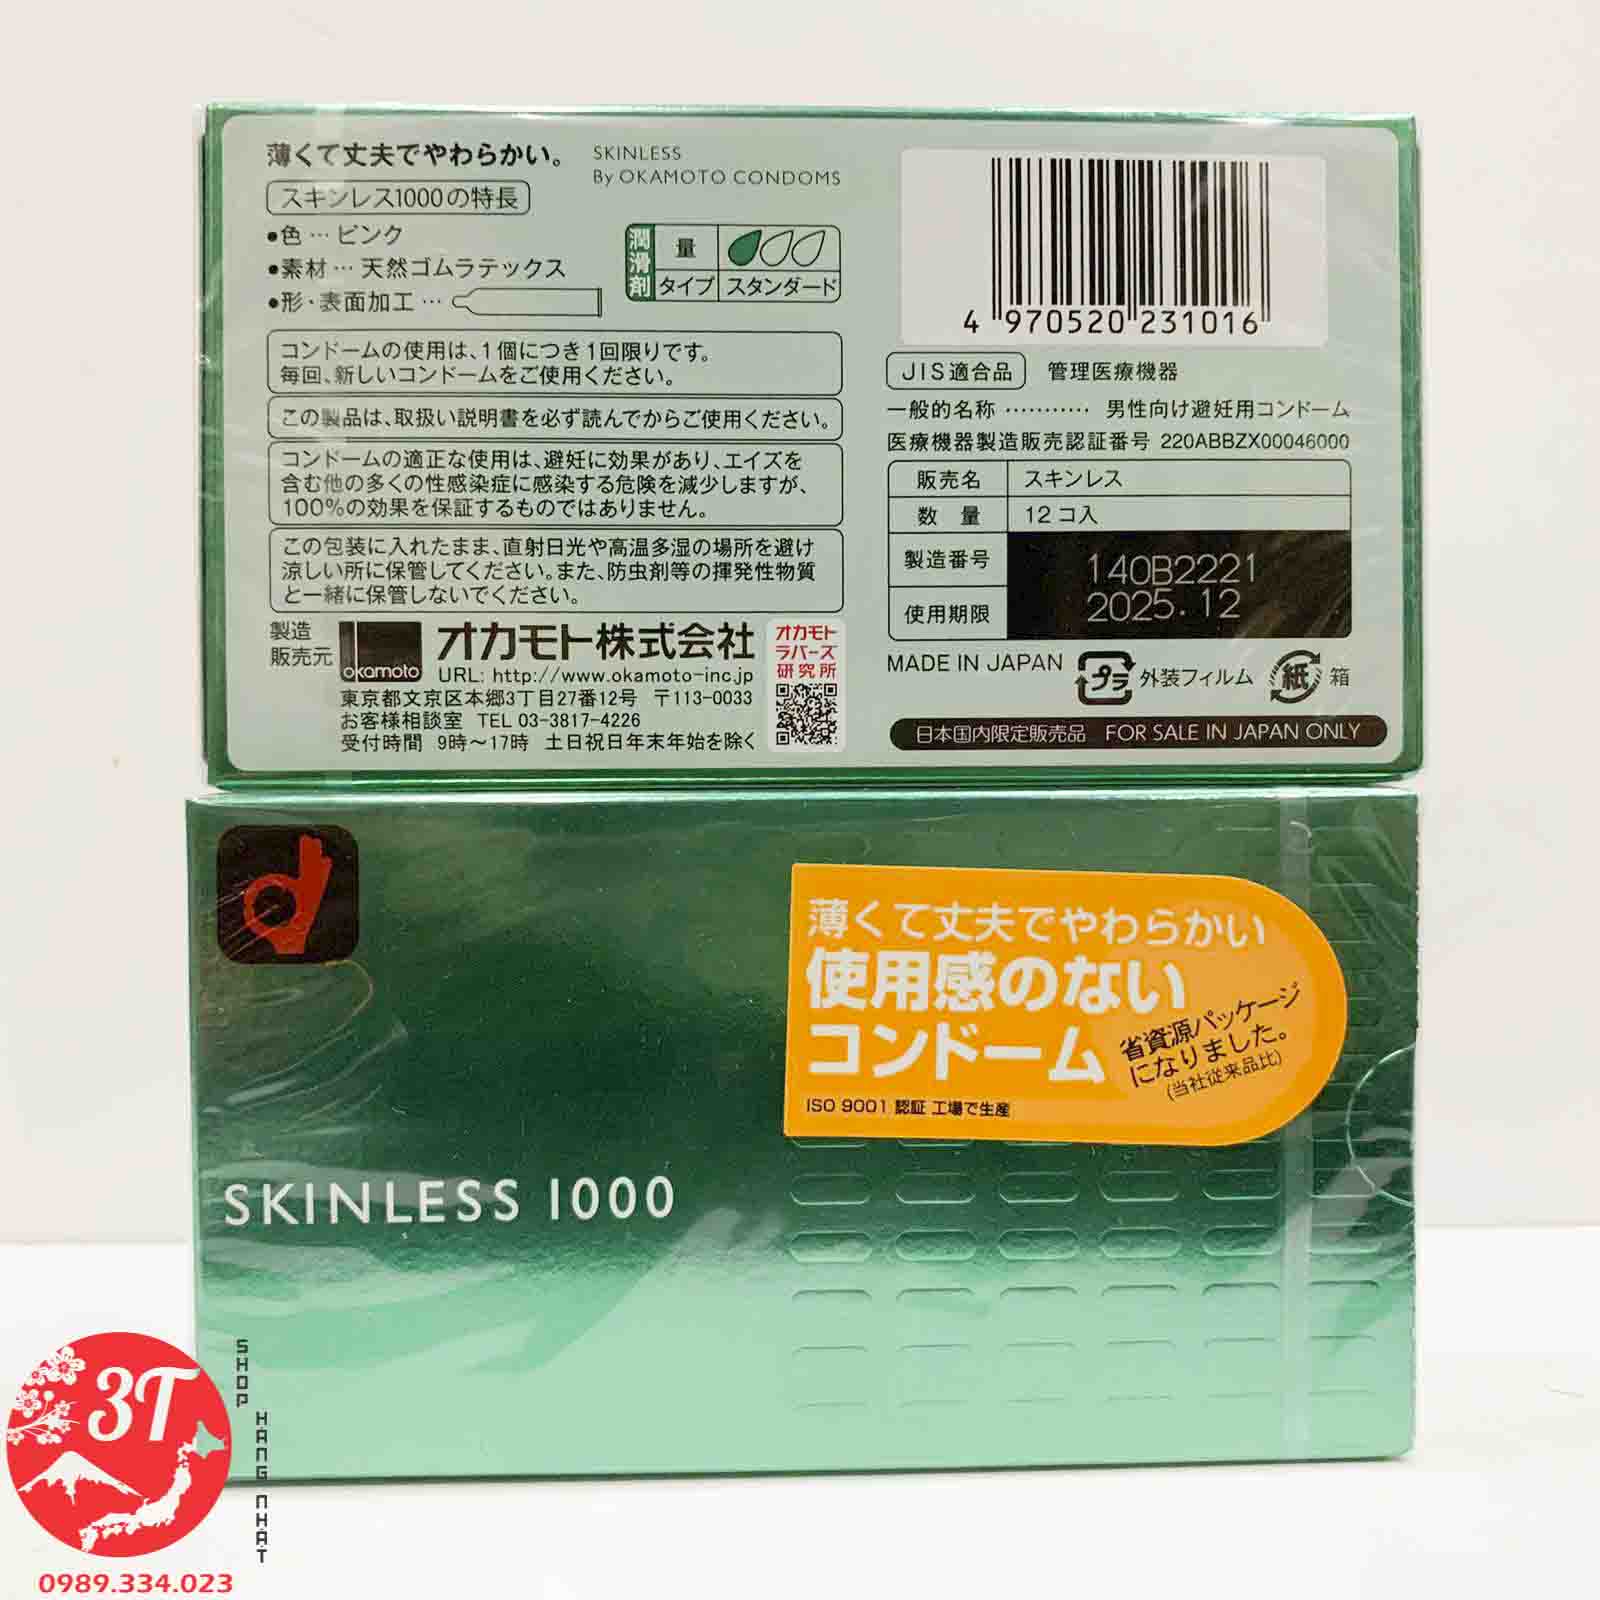 薄くて丈夫でやわらかい。
SKINLESS
By OKAMOTO CONDOMS
スキンレス1000の特長
●色…ピンク
●素材…天然ゴムラテックス
●形・表面加工…
潤滑剤
量
タイプ スタンダード
コンドームの使用は、1個につき1回限りです。
毎回、新しいコンドームをご使用ください。
この製品は、取扱い説明書を必ず読んでからご使用ください。
コンドームの適正な使用は、避妊に効果があり、エイズを
含む他の多くの性感染症に感染する危険を減少しますが、
100%の効果を保証するものではありません。
この包装に入れたまま、直射日光や高温多湿の場所を避け
涼しい所に保管してください。また、防虫剤等の揮発性物質
と一緒に保管しないでください。
製造
販売元
okamoto
オカモト株式会社
URL: http://www.okamoto-inc.jp
東京都文京区本郷3丁目27番12号 〒113-0033
お客様相談室 TEL 03-3817-4226
受付時間 9時〜17時 土日祝日年末年始を除く
オカモト
ラバーズ
研究所
4 970520 231016
JIS適合品 管理医療機器
一般的名称 ………… 男性向け避妊用コンドーム
医療機器製造販売認証番号 220ABBZX00046000
販売名 スキンレス
数量 12コ入
製造番号 140B2221
使用期限 2025.12
MADE IN JAPAN プラ 外装フィルム 紙 箱
日本国内限定販売品 FOR SALE IN JAPAN ONLY
薄くて丈夫でやわらかい
使用感のない
コンドーム
省資源パッケージ
になりました。
(当社従来品比)
ISO 9001 認証 工場で生産
SKINLESS 1000
3T
SHOP
HÀNG NHẬT
0989.334.023